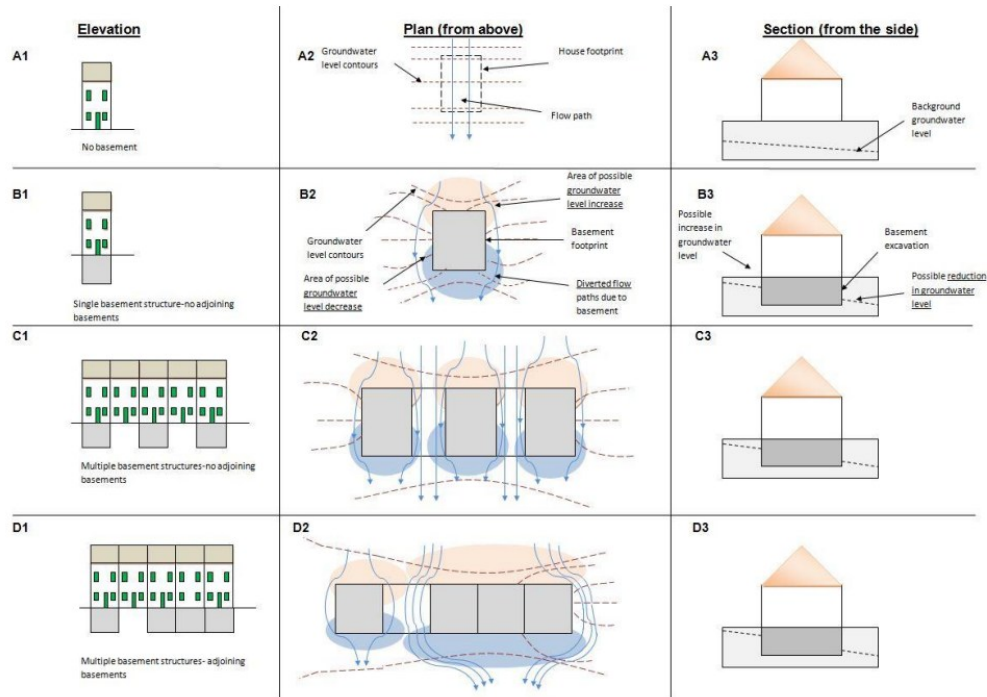 Elevation
Plan (from above)
Section (from the side)
A1
No basement
A2
Groundwater
level contours
House footprint
Flow path
A3
Background
groundwater
level
B1
Single basement structure-no adjoining
basements
B2
Area of possible
groundwater
level increase
Basement
footprint
Groundwater
level contours
Area of possible
groundwater
level decrease
Diverted flow
paths due to
basement
B3
Possible
increase in
groundwater
level
Basement
excavation
Possible reduction
in groundwater
level
C1
Multiple basement structures-no adjoining
basements
C2
C3
D1
Multiple basement structures- adjoining
basements
D2
D3